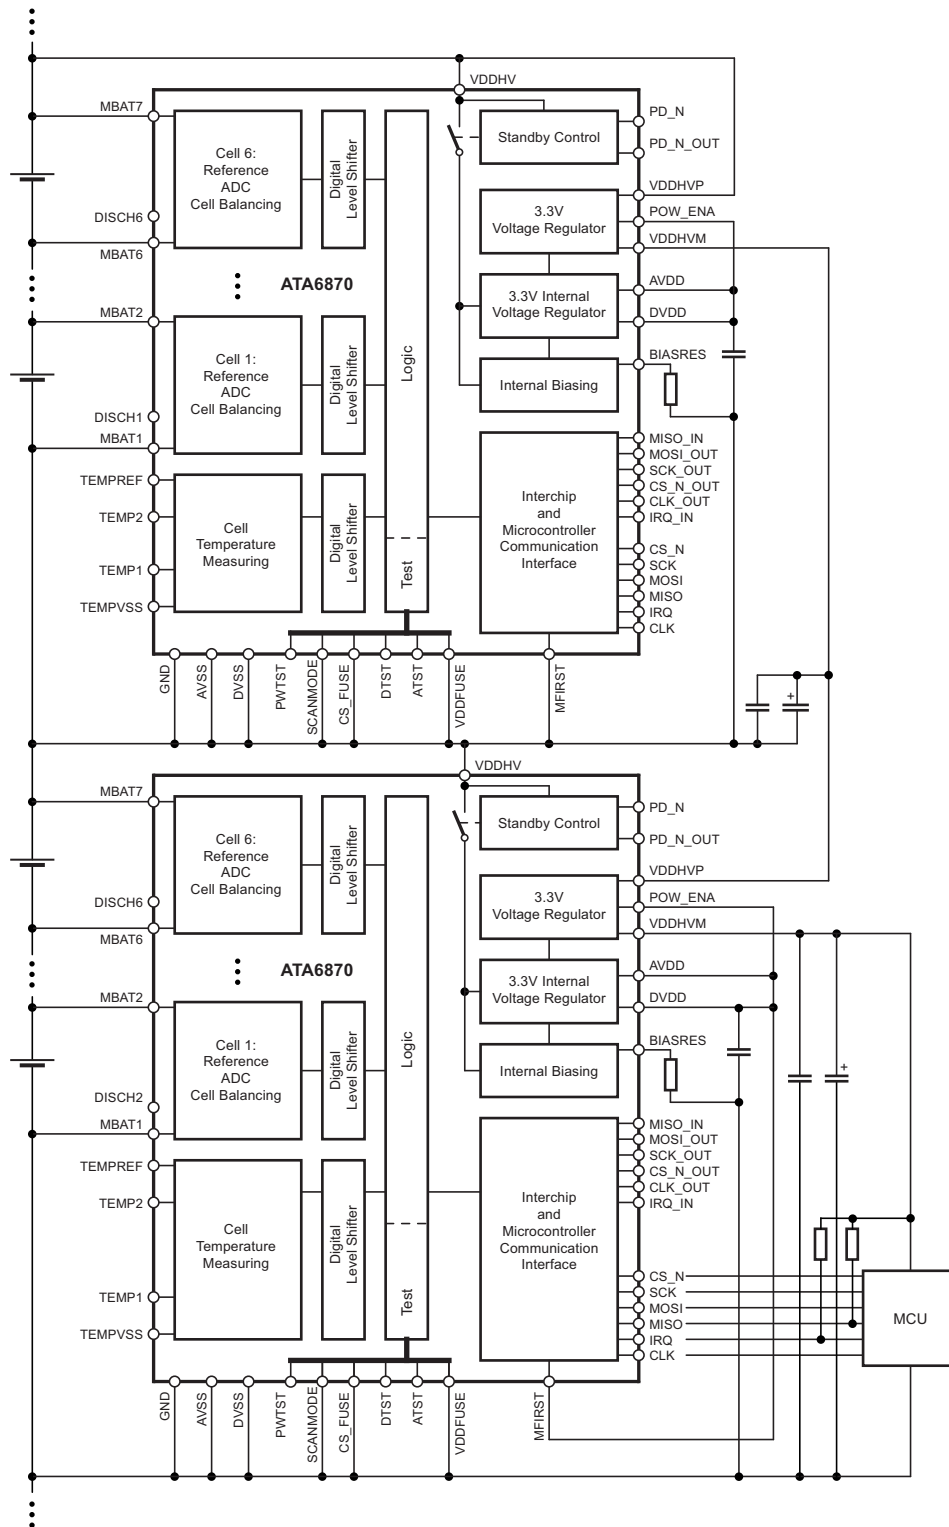 VDDHV
MBAT7
PD_N
Standby Control
Cell 6:
Reference
ADC
Cell Balancing
Digital
Level Shifter
PD_N_OUT
VDDHVP
DISCH6
3.3V
Voltage Regulator
POW_ENA
MBAT6
VDDHVM
ATA6870
AVDD
3.3V Internal
Voltage Regulator
MBAT2
DVDD
Cell 1:
Reference
ADC
Cell Balancing
Digital
Level Shifter
Logic
BIASRES
Internal Biasing
DISCH1
MBAT1
MISO_IN
MOSI_OUT
SCK_OUT
CS_N_OUT
CLK_OUT
IRQ_IN
TEMPREF
TEMP2
Cell
Temperature
Measuring
Digital
Level Shifter
Interchip
and
Microcontroller
Communication
Interface
CS_N
SCK
MOSI
MISO
IRQ
CLK
TEMP1
Test
TEMPVSS
GND
AVSS
DVSS
PWTST
SCANMODE
CS_FUSE
DTST
ATST
VDDFUSE
MFIRST
+
VDDHV
MBAT7
PD_N
Standby Control
Cell 6:
Reference
ADC
Cell Balancing
Digital
Level Shifter
PD_N_OUT
VDDHVP
DISCH6
3.3V
Voltage Regulator
POW_ENA
MBAT6
VDDHVM
ATA6870
AVDD
3.3V Internal
Voltage Regulator
MBAT2
DVDD
Cell 1:
Reference
ADC
Cell Balancing
Digital
Level Shifter
Logic
BIASRES
Internal Biasing
+
DISCH2
MBAT1
MISO_IN
MOSI_OUT
SCK_OUT
CS_N_OUT
CLK_OUT
IRQ_IN
TEMPREF
TEMP2
Cell
Temperature
Measuring
Digital
Level Shifter
Interchip
and
Microcontroller
Communication
Interface
CS_N
SCK
MOSI
MISO
IRQ
CLK
MCU
TEMP1
Test
TEMPVSS
GND
AVSS
DVSS
PWTST
SCANMODE
CS_FUSE
DTST
ATST
VDDFUSE
MFIRST